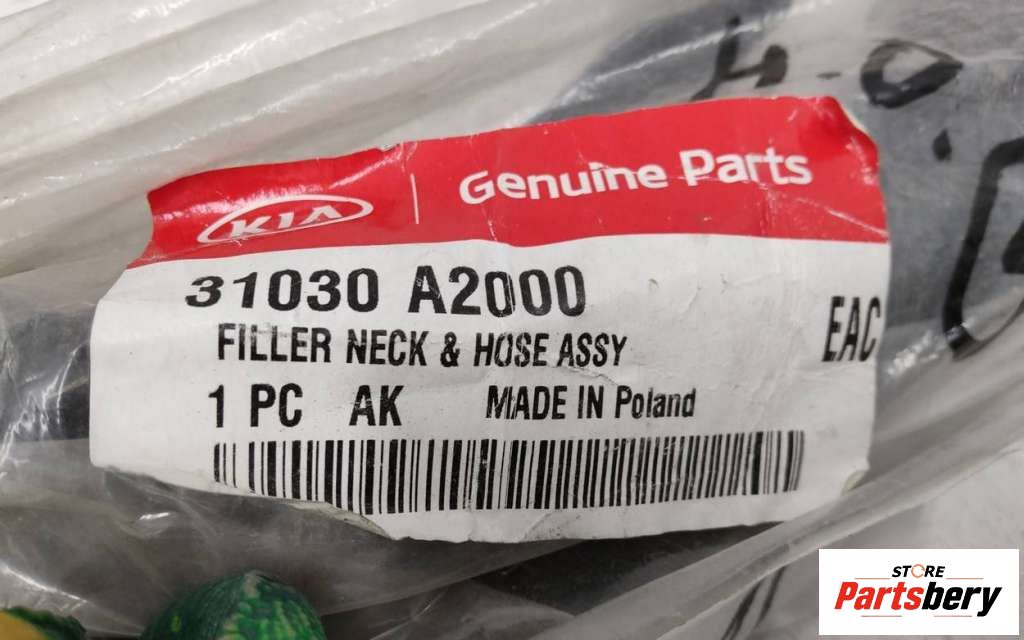 KIA Genuine Parts
31030 A2000
FILLER NECK & HOSE ASSY
EAC
1 PC AK MADE IN Poland
STORE
Partsbery